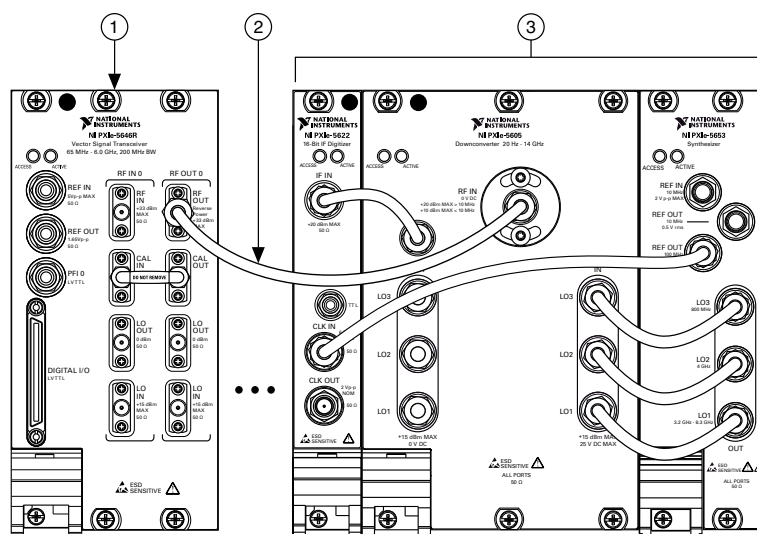 1
2
3
NATIONAL INSTRUMENTS
NI PXIe-5646R
Vector Signal Transceiver
65 MHz - 6.0 GHz, 200 MHz BW
ACCESS
ACTIVE
RF IN 0
RF OUT 0
REF IN
5Vp-p MAX
50 Ω
REF OUT
1.65Vp-p
50 Ω
PFI 0
LVTTL
DIGITAL I/O
LVTTL
RF IN
+33 dBm MAX
50 Ω
RF OUT
Reverse Power
+33 dBm MAX
CAL IN
DO NOT REMOVE
CAL OUT
LO OUT
0 dBm
50 Ω
LO OUT
0 dBm
50 Ω
LO IN
+15 dBm MAX
50 Ω
LO IN
+15 dBm MAX
50 Ω
ESD SENSITIVE
NATIONAL INSTRUMENTS
NI PXIe-5622
16-Bit IF Digitizer
ACCESS
ACTIVE
IF IN
+20 dBm MAX
50 Ω
TTL
CLK IN
50 Ω
CLK OUT
2 Vp-p NOM
50 Ω
ESD SENSITIVE
NATIONAL INSTRUMENTS
NI PXIe-5605
Downconverter 20 Hz - 14 GHz
ACCESS
ACTIVE
RF IN
0 V DC
+20 dBm MAX > 10 MHz
+10 dBm MAX < 10 MHz
LO3
LO2
LO1
+15 dBm MAX
0 V DC
IN
LO3
LO2
LO1
+15 dBm MAX
25 V DC MAX
ESD SENSITIVE
ALL PORTS
50 Ω
NATIONAL INSTRUMENTS
NI PXIe-5653
Synthesizer
ACCESS
ACTIVE
REF IN
10 MHz
2 V p-p MAX
REF OUT
10 MHz
0.5 V rms
REF OUT
100 MHz
LO3
800 MHz
LO2
4 GHz
LO1
3.2 GHz - 8.3 GHz
OUT
ESD SENSITIVE
ALL PORTS
50 Ω